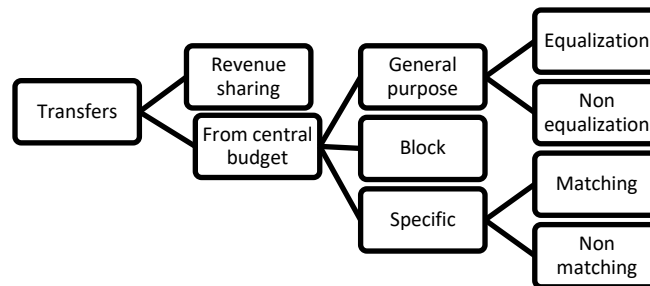 Transfers
Revenue
sharing
From central
budget
General
purpose
Block
Specific
Equalization
Non
equalization
Matching
Non
matching